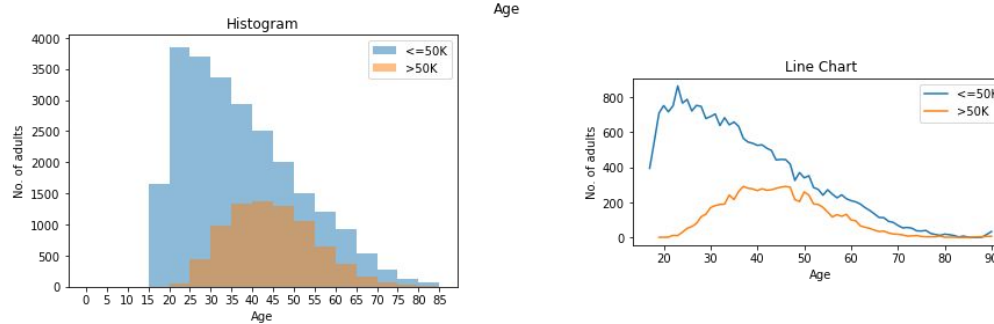 Age
Histogram
No. of adults
4000
3500
3000
2500
2000
1500
1000
500
0
<=50K
>50K
0 5 10 15 20 25 30 35 40 45 50 55 60 65 70 75 80 85
Age
Line Chart
No. of adults
800
600
400
200
0
<=50K
>50K
20 30 40 50 60 70 80 90
Age